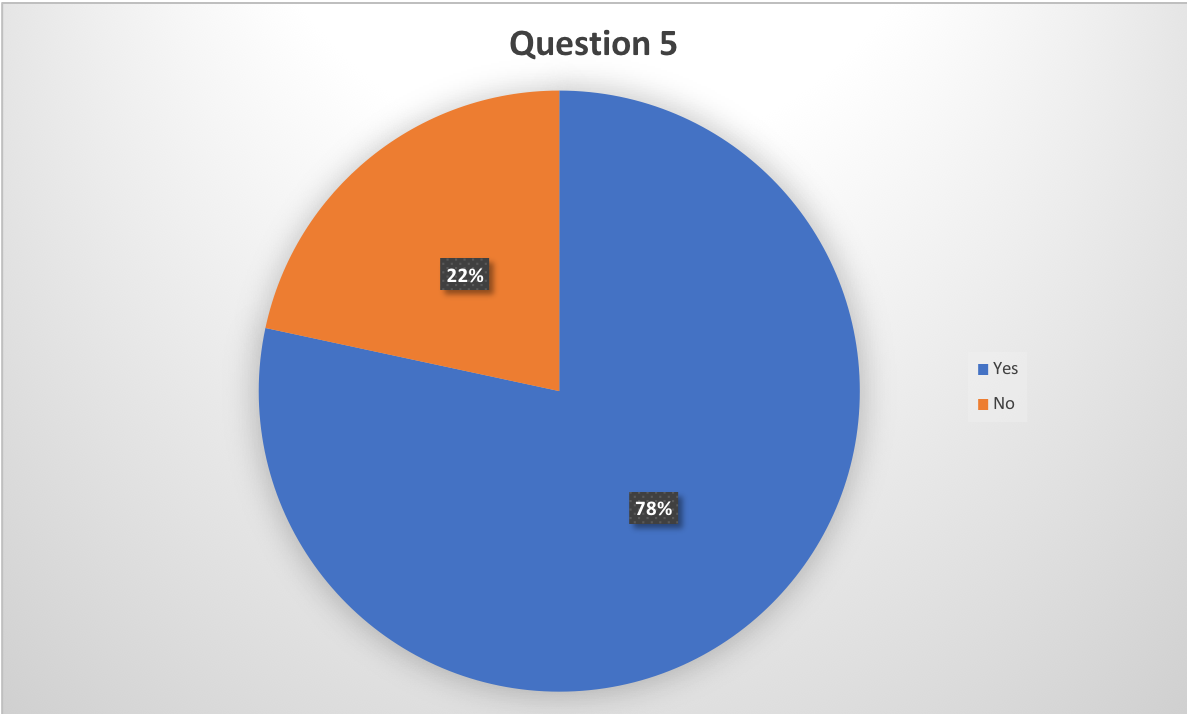 Question 5
22%
Yes
No
78%